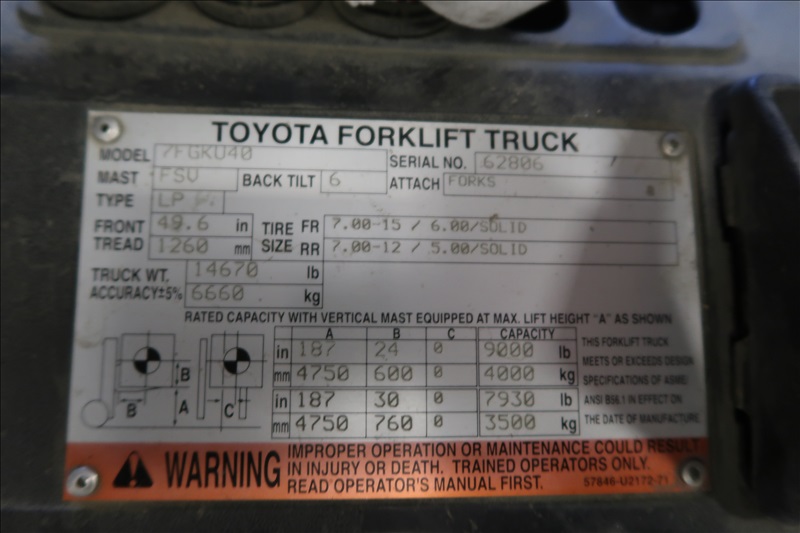 TOYOTA FORKLIFT TRUCK
MODEL 7FGKU40 SERIAL NO. 62806
MAST FSV BACK TILT 6 ATTACH FORKS
TYPE LP
FRONT TREAD 49.6 in TIRE SIZE FR 7.00-15 / 6.00/SOLID
1260 mm RR 7.00-12 / 5.00/SOLID
TRUCK WT. 14670 lb
ACCURACY±5% 6660 kg
RATED CAPACITY WITH VERTICAL MAST EQUIPPED AT MAX. LIFT HEIGHT "A" AS SHOWN
A B C CAPACITY
in 187 24 0 9000 lb
mm 4750 600 0 4000 kg
in 187 30 0 7930 lb
mm 4750 760 0 3500 kg
THIS FORKLIFT TRUCK
MEETS OR EXCEEDS DESIGN
SPECIFICATIONS OF ASME/
ANSI B56.1 IN EFFECT ON
THE DATE OF MANUFACTURE
B B A C
WARNING
IMPROPER OPERATION OR MAINTENANCE COULD RESULT
IN INJURY OR DEATH. TRAINED OPERATORS ONLY.
READ OPERATOR'S MANUAL FIRST.
57846-U2172-71